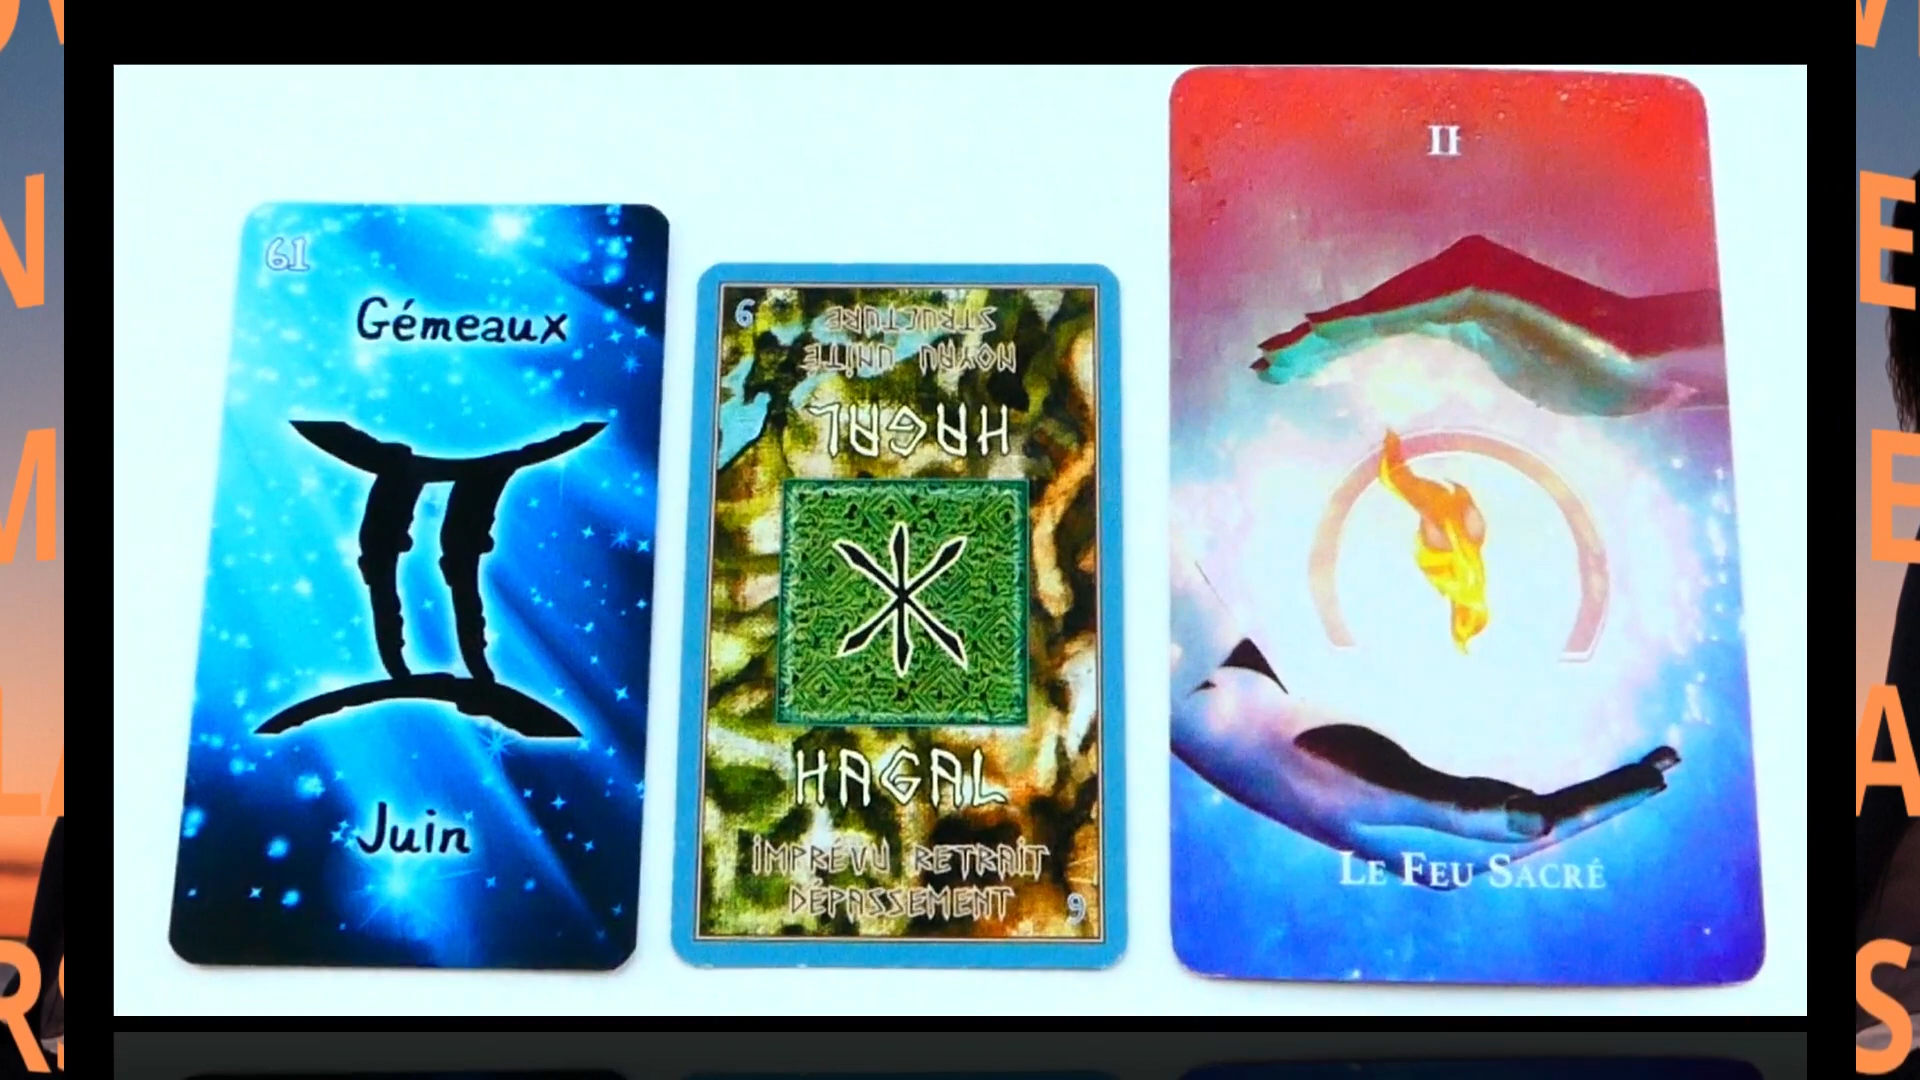 61
Gémeaux
Juin
9
STRUCTURE
NOYAU UNITÉ
HAGAL
HAGAL
IMPRÉVU RETRAIT
DÉPASSEMENT
9
II
LE FEU SACRÉ